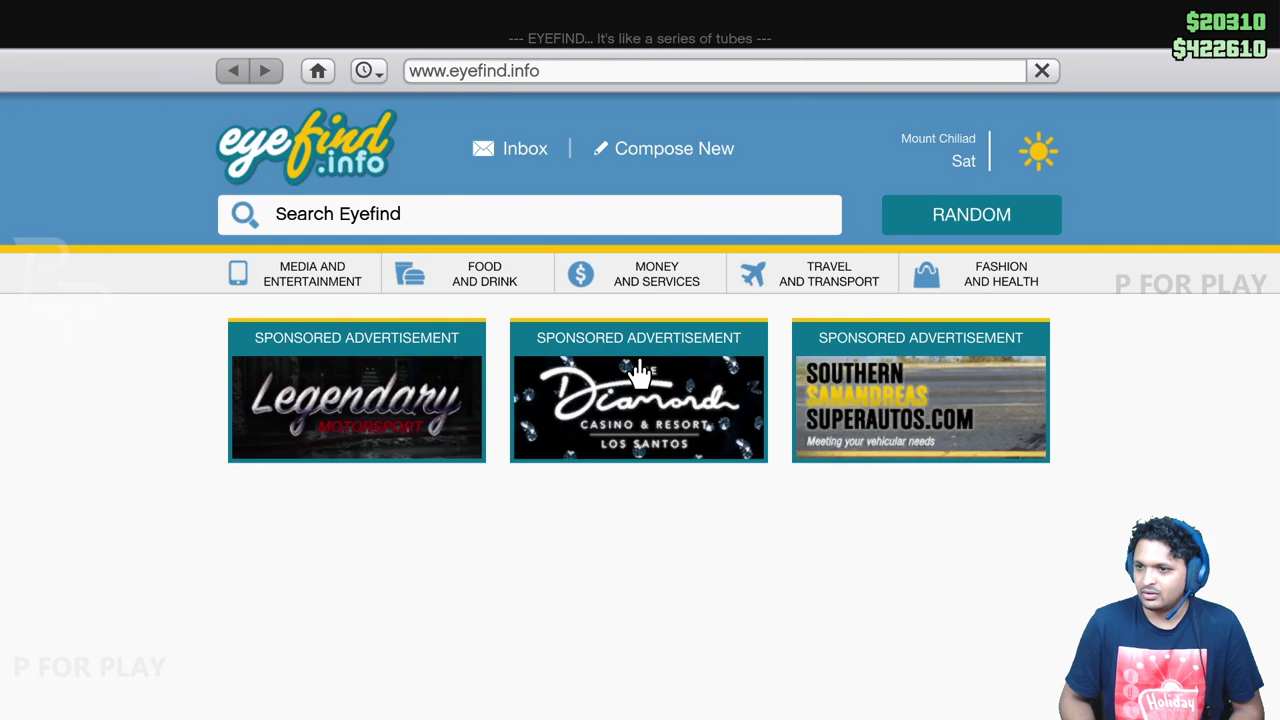 $20310
$422610
--- EYEFIND... It's like a series of tubes ---
www.eyefind.info
eyefind
.info
Inbox
Compose New
Mount Chiliad
Sat
Search Eyefind
RANDOM
MEDIA AND
ENTERTAINMENT
FOOD
AND DRINK
MONEY
AND SERVICES
TRAVEL
AND TRANSPORT
FASHION
AND HEALTH
P FOR PLAY
SPONSORED ADVERTISEMENT
Legendary
MOTORSPORT
SPONSORED ADVERTISEMENT
Diamond
CASINO & RESORT
LOS SANTOS
SPONSORED ADVERTISEMENT
SOUTHERN
SANANDREAS
SUPERAUTOS.COM
Meeting your vehicular needs
P FOR PLAY
Holiday